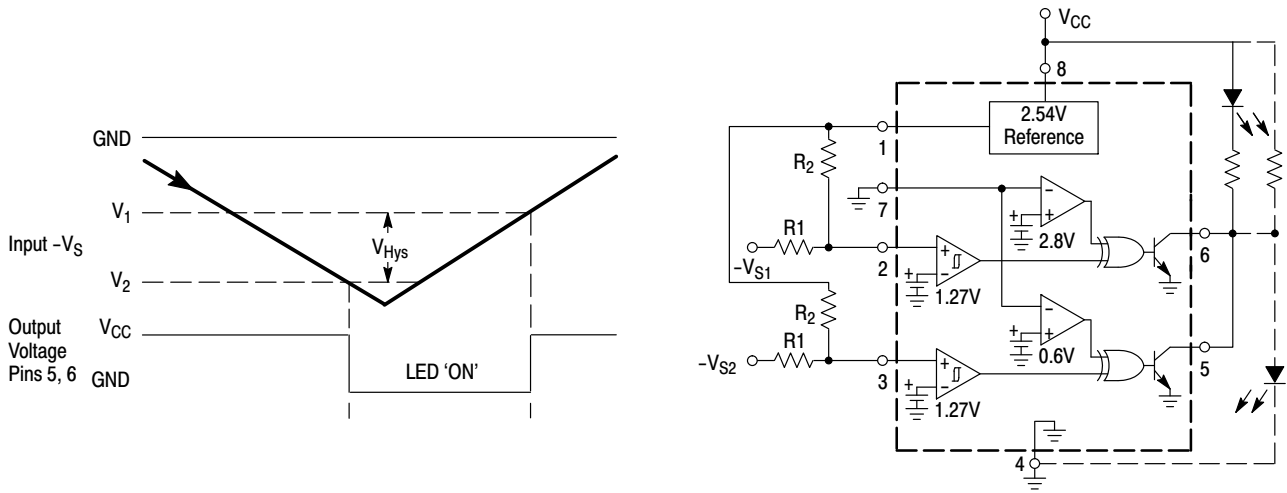 GND
V1
Input –VS
VHys
V2
Output
Voltage
Pins 5, 6
VCC
GND
LED ‘ON’
VCC
8
2.54V
Reference
1
R2
7
2.8V
6
R1
–VS1
2
1.27V
R2
0.6V
R1
–VS2
3
1.27V
5
4